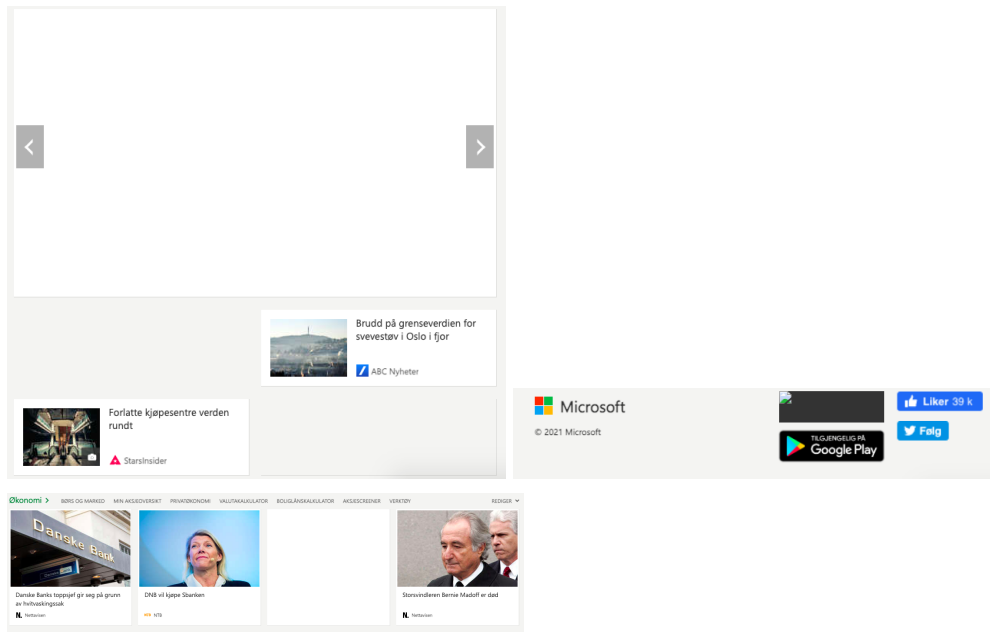 Brudd på grenseverdien for
svevestøv i Oslo i fjor
ABC Nyheter
Forlatte kjøpesentre verden
rundt
StarsInsider
Microsoft
© 2021 Microsoft
Liker 39 k
Følg
TILGJENGELIG PÅ
Google Play
Økonomi
BØRS OG MARKED MIN AKSJEOVERSIKT PRIVATØKONOMI VALUTAKALKULATOR BOLIGLÅNSKALKULATOR AKSJESCREENER VERKTØY REDIGER
Danske Bank
Danske Banks toppsjef gir seg på grunn
av hvitvaskingssak
N. Nettavisen
DNB vil kjøpe Sbanken
NTB
Storsvindleren Bernie Madoff er død
N. Nettavisen